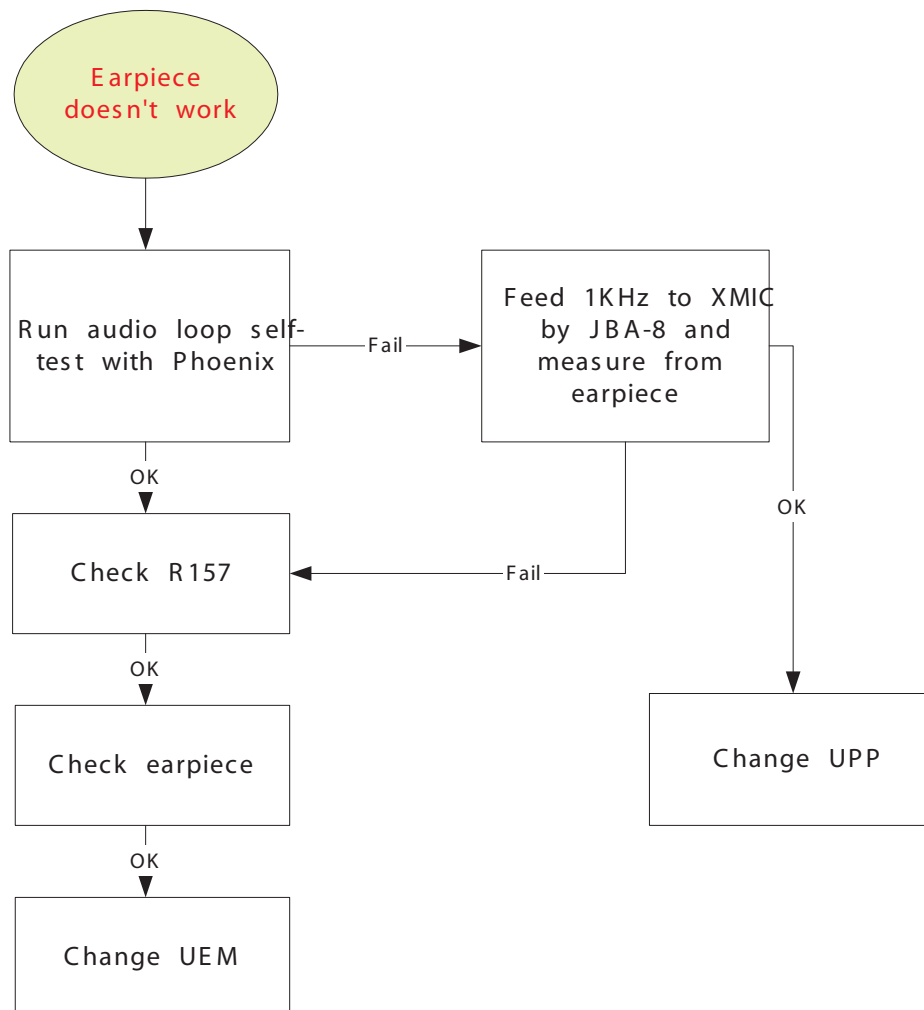 Earpiece
doesn't work
Run audio loop self-
test with Phoenix
Fail
Feed 1KHz to XMIC
by JBA-8 and
measure from
earpiece
OK
OK
Check R157
Fail
OK
Check earpiece
Change UPP
OK
Change UEM